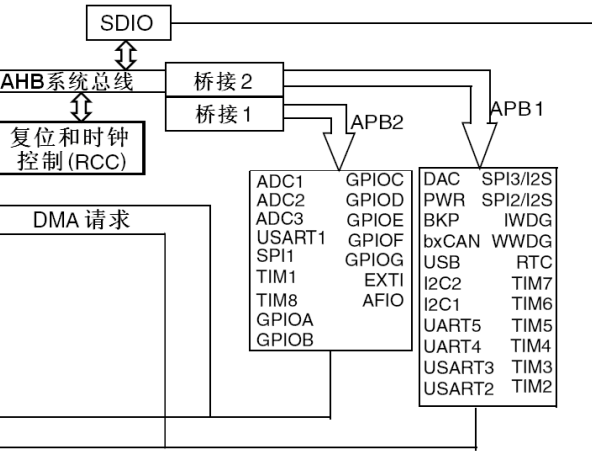 SDIO
AHB系统总线
桥接2
桥接1
复位和时钟
控制(RCC)
APB2
APB1
DMA请求
ADC1 GPIOC
ADC2 GPIOD
ADC3 GPIOE
USART1 GPIOF
SPI1 GPIOG
TIM1 EXTI
TIM8 AFIO
GPIOA
GPIOB
DAC SPI3/I2S
PWR SPI2/I2S
BKP IWDG
bxCAN WWDG
USB RTC
I2C2 TIM7
I2C1 TIM6
UART5 TIM5
UART4 TIM4
USART3 TIM3
USART2 TIM2